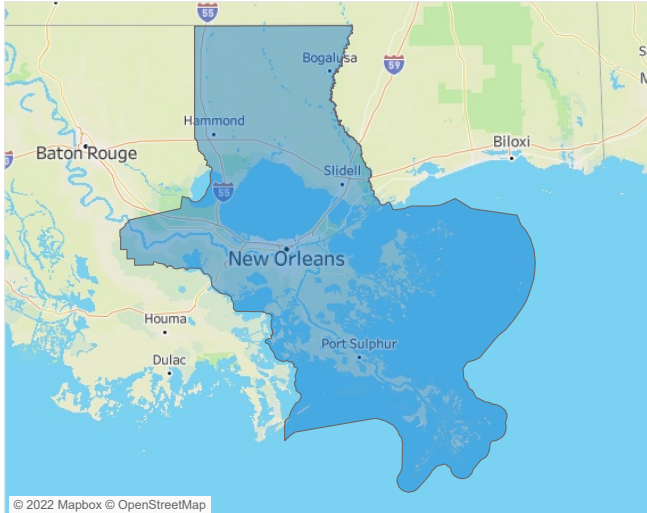 55
Bogalusa
59
Hammond
Baton Rouge
Biloxi
Slidell
55
New Orleans
Houma
Port Sulphur
Dulac
© 2022 Mapbox © OpenStreetMap